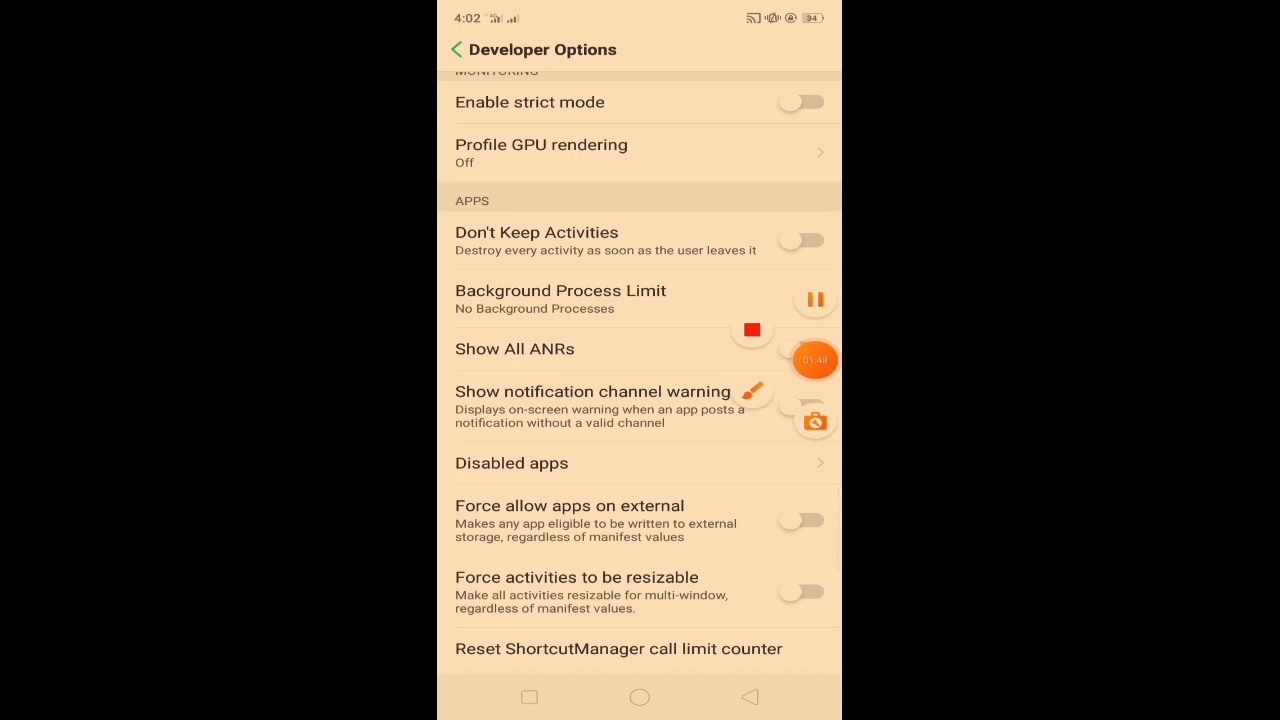 4:02
4G
34
Developer Options
MONITORING
Enable strict mode
Profile GPU rendering
Off
APPS
Don't Keep Activities
Destroy every activity as soon as the user leaves it
Background Process Limit
No Background Processes
Show All ANRs
01:48
Show notification channel warning
Displays on-screen warning when an app posts a
notification without a valid channel
Disabled apps
Force allow apps on external
Makes any app eligible to be written to external
storage, regardless of manifest values
Force activities to be resizable
Make all activities resizable for multi-window,
regardless of manifest values.
Reset ShortcutManager call limit counter